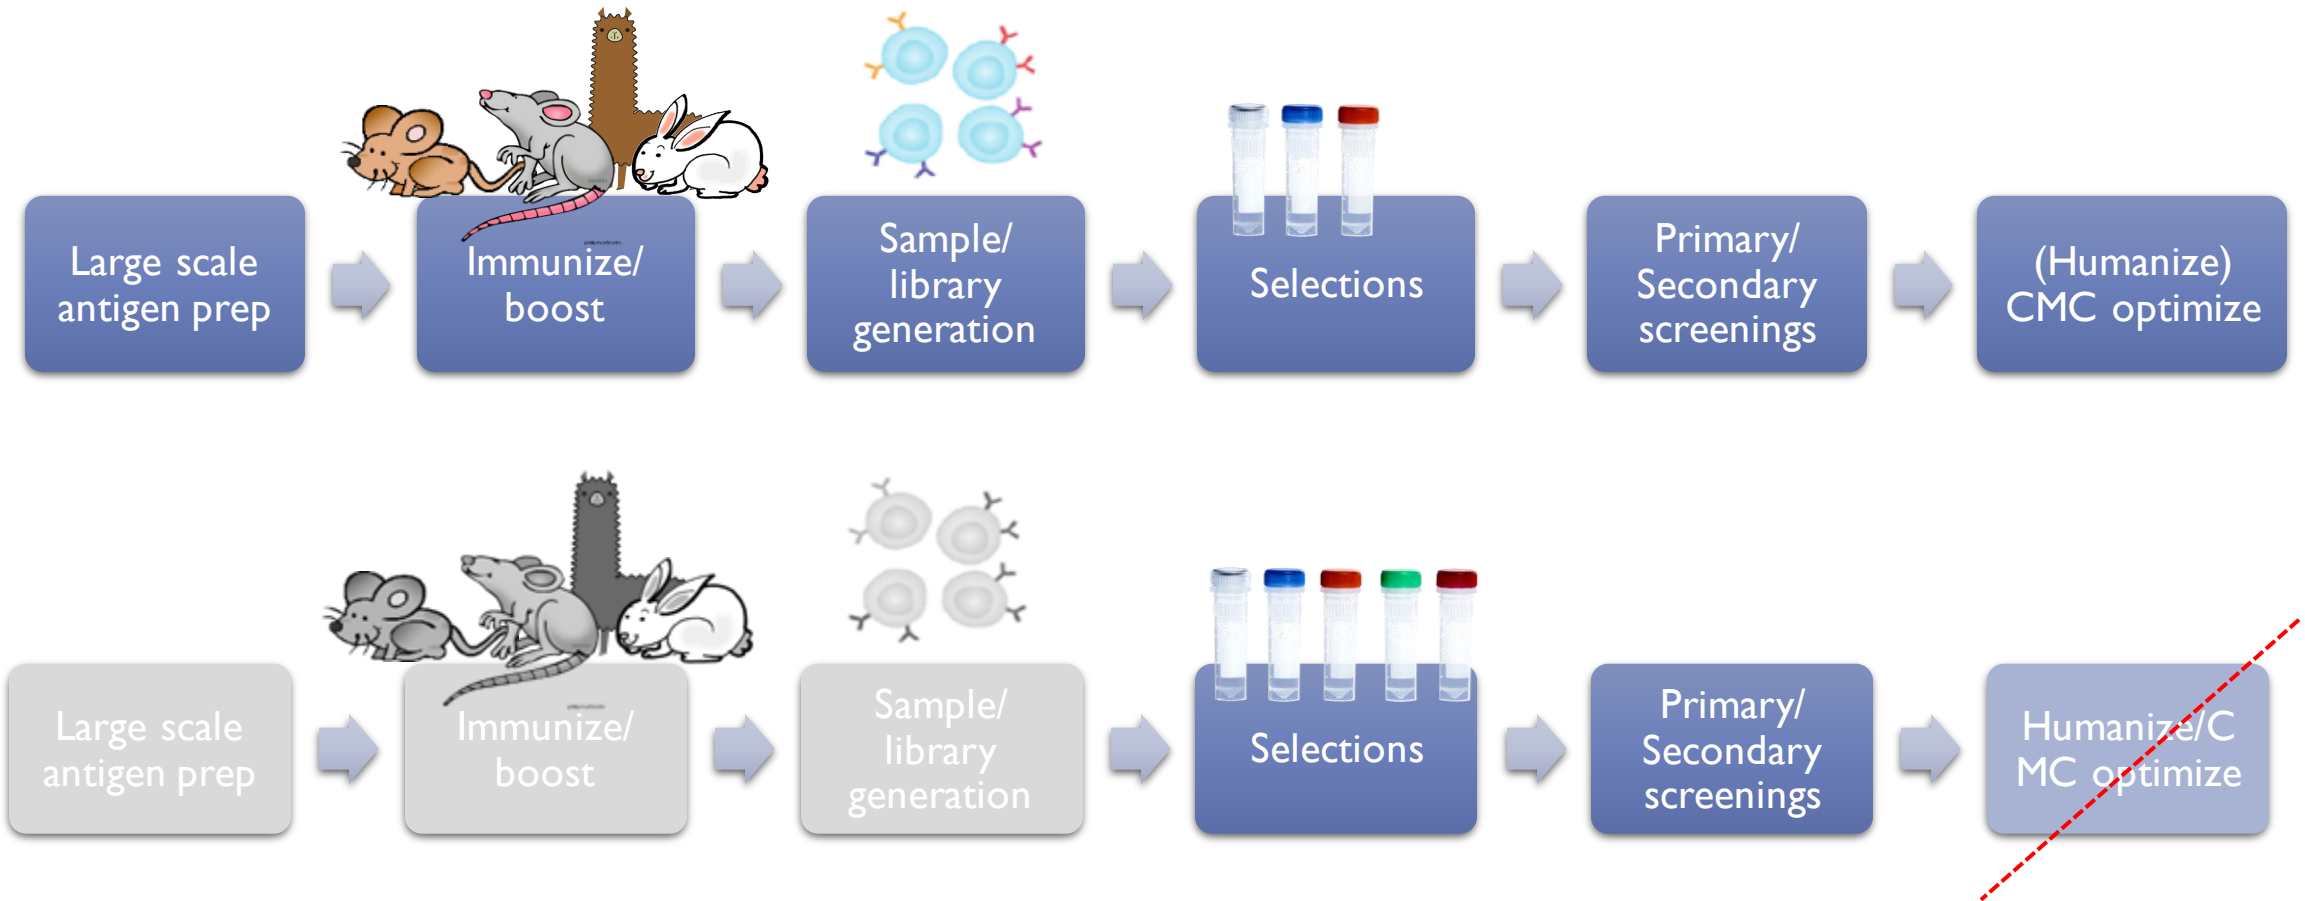 Large scale
antigen prep
Immunize/
boost
Sample/
library
generation
Selections
Primary/
Secondary
screenings
(Humanize)
CMC optimize
Large scale
antigen prep
Immunize/
boost
Sample/
library
generation
Selections
Primary/
Secondary
screenings
Humanize/C
MC optimize